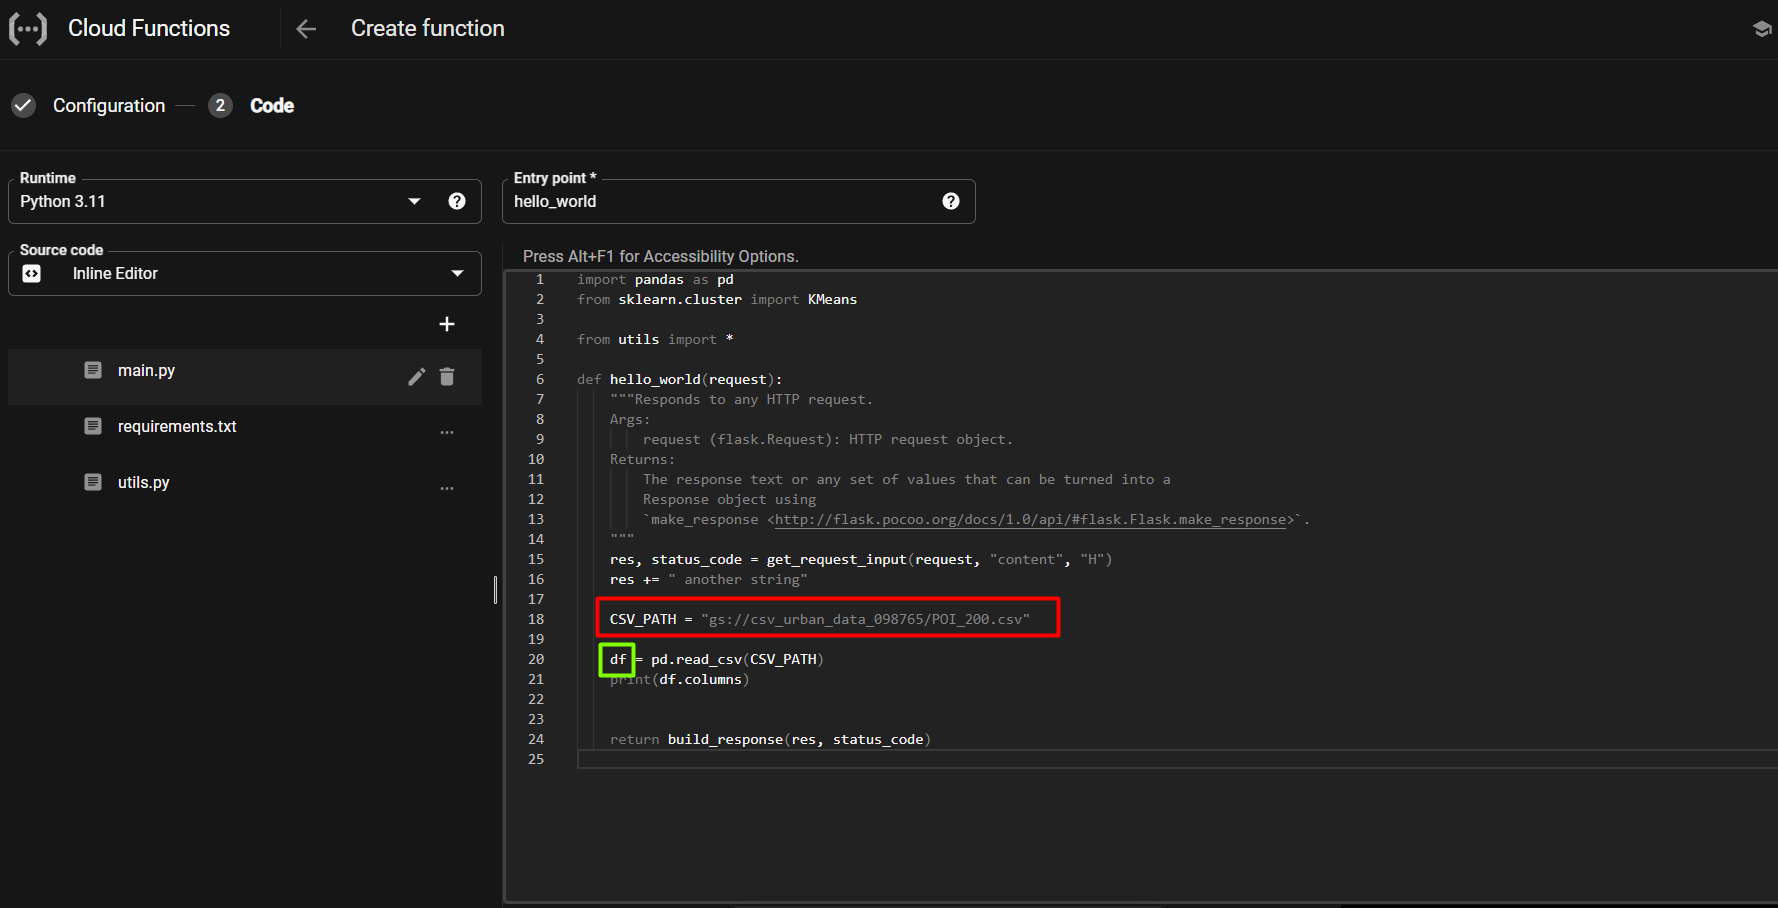 Cloud Functions
Create function
Configuration
2
Code
Runtime
Python 3.11
Entry point *
hello_world
Source code
Inline Editor
main.py
requirements.txt
...
utils.py
...
Press Alt+F1 for Accessibility Options.
1 import pandas as pd
2 from sklearn.cluster import KMeans
3
4 from utils import *
5
6 def hello_world(request):
7 """Responds to any HTTP request.
8 Args:
9 request (flask.Request): HTTP request object.
10 Returns:
11 The response text or any set of values that can be turned into a
12 Response object using
13 `make_response <http://flask.pocoo.org/docs/1.0/api/#flask.Flask.make_response>`.
14 """
15 res, status_code = get_request_input(request, "content", "H")
16 res += " another string"
17
18 CSV_PATH = "gs://csv_urban_data_098765/POI_200.csv"
19
20 df = pd.read_csv(CSV_PATH)
21 print(df.columns)
22
23
24 return build_response(res, status_code)
25